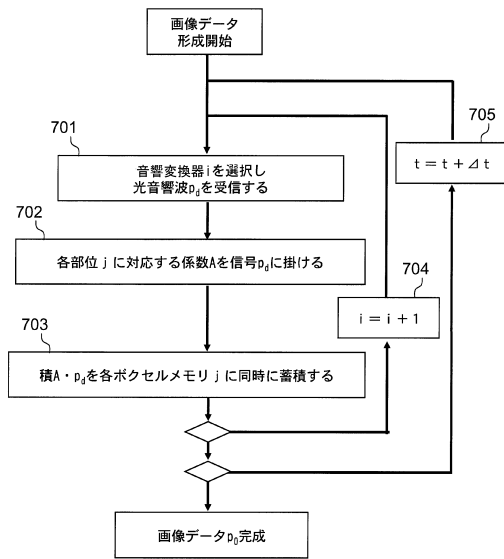 画像データ
形成開始
701
音響変換器iを選択し
光音響波pdを受信する
702
各部位jに対応する係数Aを信号pdに掛ける
703
積A・pdを各ボクセルメモリjに同時に蓄積する
704
i=i+1
705
t=t+Δt
画像データp0完成